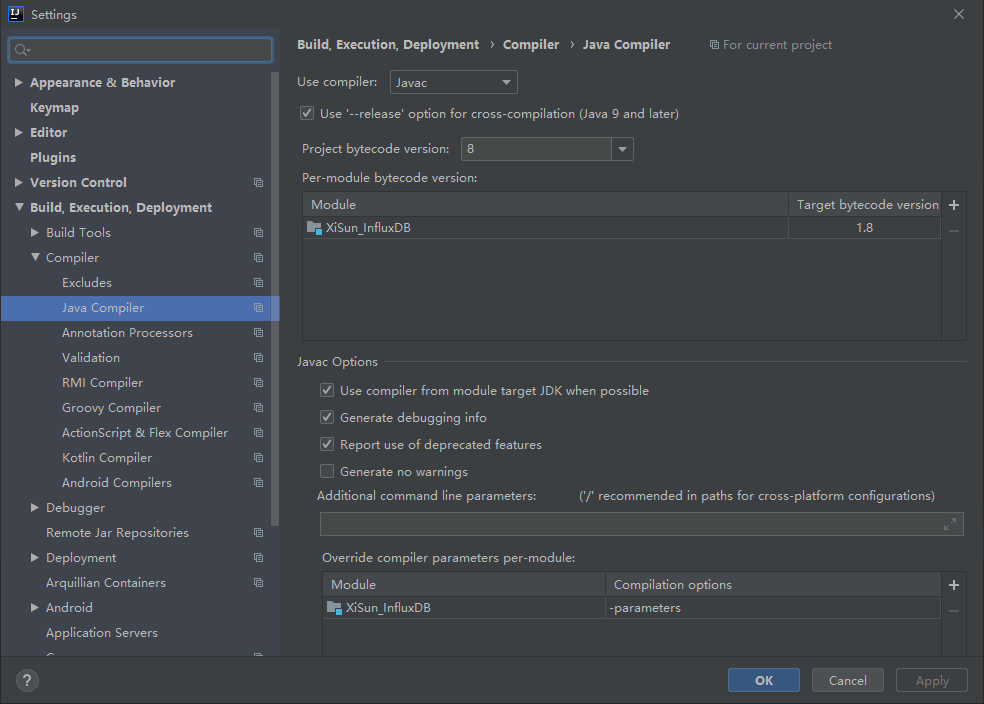 Settings
Appearance & Behavior
Keymap
Editor
Plugins
Version Control
Build, Execution, Deployment
Build Tools
Compiler
Excludes
Java Compiler
Annotation Processors
Validation
RMI Compiler
Groovy Compiler
ActionScript & Flex Compiler
Kotlin Compiler
Android Compilers
Debugger
Remote Jar Repositories
Deployment
Arquillian Containers
Android
Application Servers
Build, Execution, Deployment › Compiler › Java Compiler For current project
Use compiler: Javac
Use '--release' option for cross-compilation (Java 9 and later)
Project bytecode version: 8
Per-module bytecode version:
Module Target bytecode version
XiSun_InfluxDB 1.8
Javac Options
Use compiler from module target JDK when possible
Generate debugging info
Report use of deprecated features
Generate no warnings
Additional command line parameters: ('/' recommended in paths for cross-platform configurations)
Override compiler parameters per-module:
Module Compilation options
XiSun_InfluxDB -parameters
? OK Cancel Apply